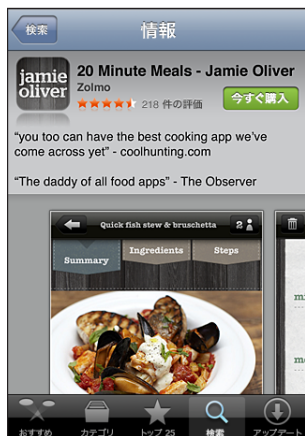 検索
情報
jamie
oliver
20 Minute Meals - Jamie Oliver
Zolmo
218 件の評価
今すぐ購入
“you too can have the best cooking app we’ve
come across yet” - coolhunting.com
“The daddy of all food apps” - The Observer
Quick fish stew & bruschetta
2
Summary
Ingredients
Steps
おすすめ
カテゴリ
トップ 25
検索
アップデート